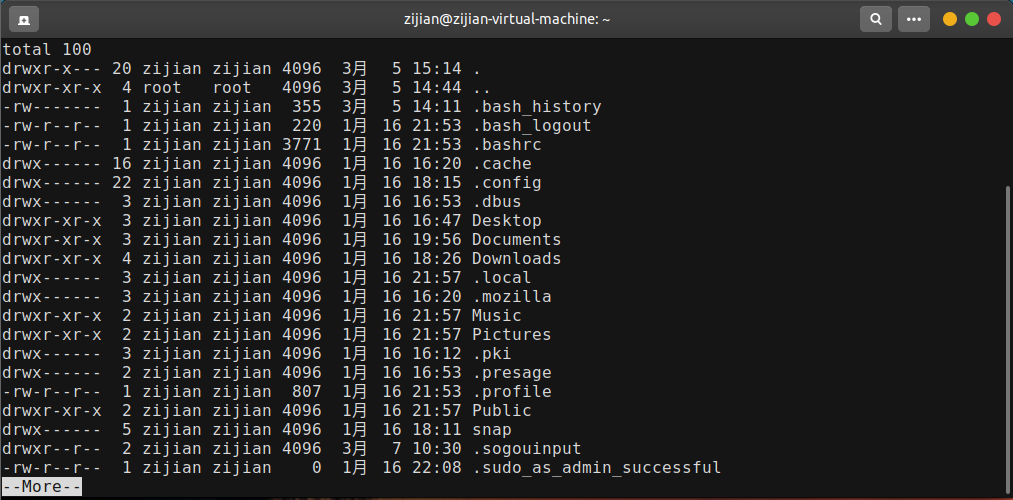 zijian@zijian-virtual-machine: ~
total 100
drwxr-x--- 20 zijian zijian 4096  3月   5 15:14 .
drwxr-xr-x  4 root   root   4096  3月   5 14:44 ..
-rw-------  1 zijian zijian  355  3月   5 14:11 .bash_history
-rw-r--r--  1 zijian zijian  220  1月  16 21:53 .bash_logout
-rw-r--r--  1 zijian zijian 3771  1月  16 21:53 .bashrc
drwx------ 16 zijian zijian 4096  1月  16 16:20 .cache
drwx------ 22 zijian zijian 4096  1月  16 18:15 .config
drwx------  3 zijian zijian 4096  1月  16 16:53 .dbus
drwxr-xr-x  3 zijian zijian 4096  1月  16 16:47 Desktop
drwxr-xr-x  3 zijian zijian 4096  1月  16 19:56 Documents
drwxr-xr-x  4 zijian zijian 4096  1月  16 18:26 Downloads
drwx------  3 zijian zijian 4096  1月  16 21:57 .local
drwx------  3 zijian zijian 4096  1月  16 16:20 .mozilla
drwxr-xr-x  2 zijian zijian 4096  1月  16 21:57 Music
drwxr-xr-x  2 zijian zijian 4096  1月  16 21:57 Pictures
drwx------  3 zijian zijian 4096  1月  16 16:12 .pki
drwx------  2 zijian zijian 4096  1月  16 16:53 .presage
-rw-r--r--  1 zijian zijian  807  1月  16 21:53 .profile
drwxr-xr-x  2 zijian zijian 4096  1月  16 21:57 Public
drwx------  5 zijian zijian 4096  1月  16 18:11 snap
drwxr--r--  2 zijian zijian 4096  3月   7 10:30 .sogouinput
-rw-r--r--  1 zijian zijian    0  1月  16 22:08 .sudo_as_admin_successful
--More--